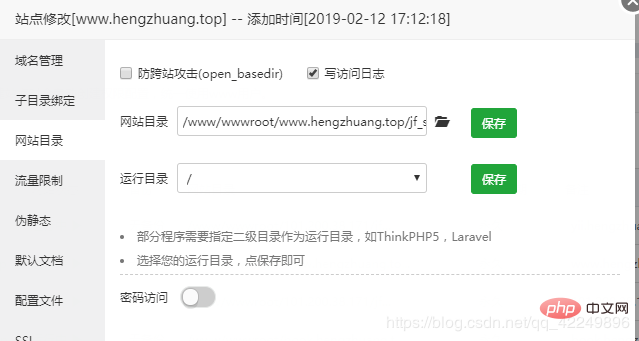 站点修改[www.hengzhuang.top] -- 添加时间[2019-02-12 17:12:18]
域名管理
防跨站攻击(open_basedir)
写访问日志
子目录绑定
网站目录
/www/wwwroot/www.hengzhuang.top/jf_s
保存
网站目录
流量限制
运行目录
/
保存
伪静态
部分程序需要指定二级目录作为运行目录，如ThinkPHP5，Laravel
默认文档
选择您的运行目录，点保存即可
配置文件
密码访问
php 中文网
https://blog.csdn.net/qq_42249896